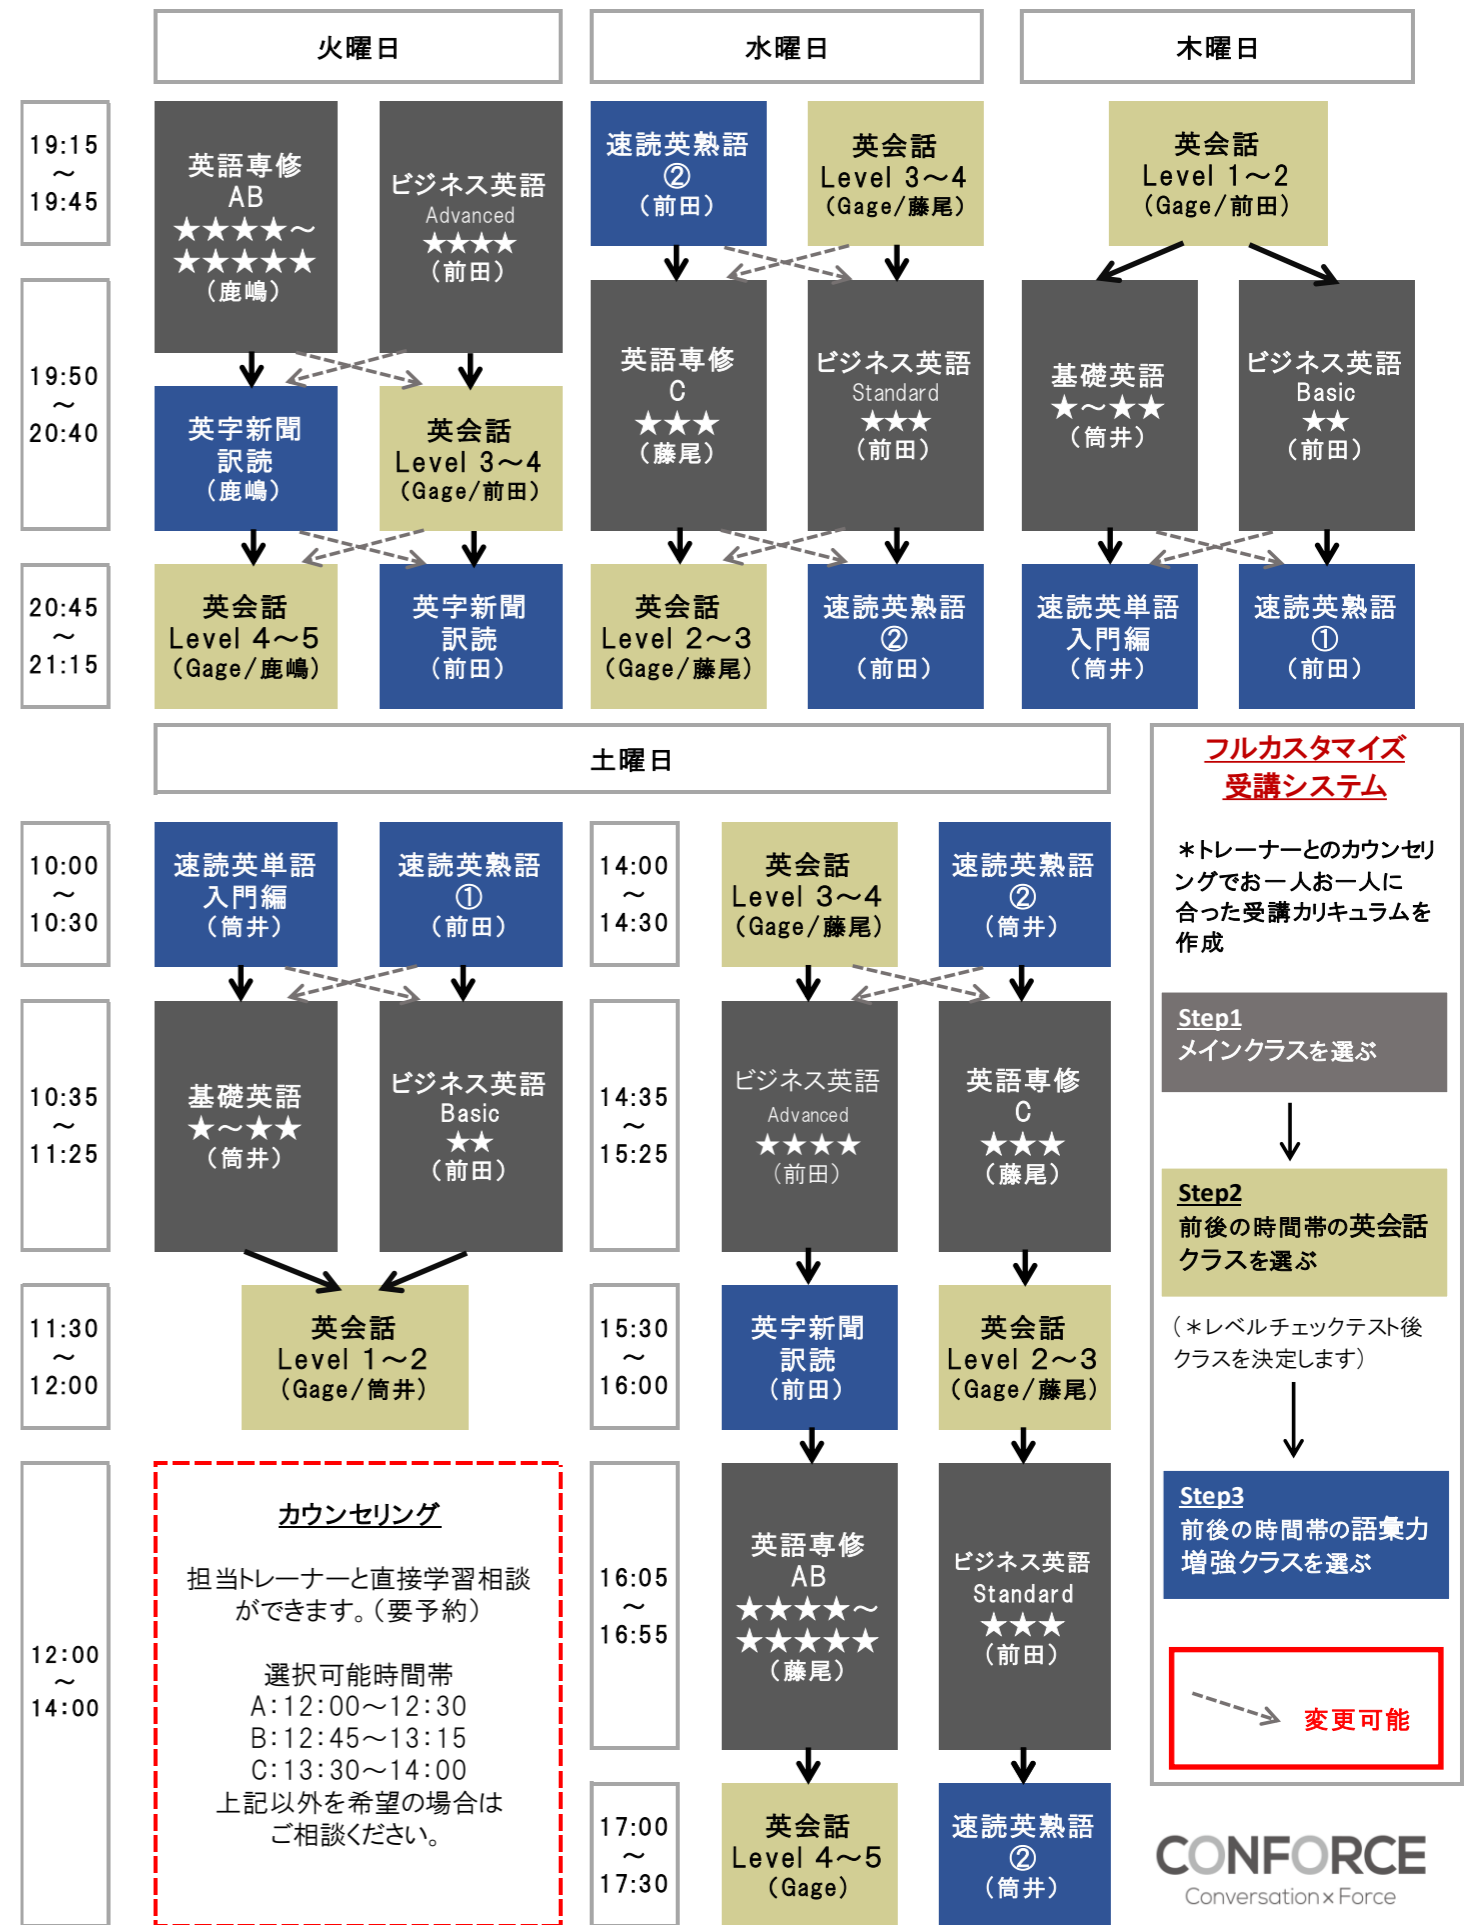 火曜日
水曜日
木曜日
19:15
～
19:45
英語専修
AB
★★★★～
★★★★★
（鹿嶋）
ビジネス英語
Advanced
★★★★
（前田）
速読英熟語
②
（前田）
英会話
Level 3～4
（Gage/藤尾）
英会話
Level 1～2
（Gage/前田）
19:50
～
20:40
英字新聞
訳読
（鹿嶋）
英会話
Level 3～4
（Gage/前田）
英語専修
C
★★★
（藤尾）
ビジネス英語
Standard
★★★
（前田）
基礎英語
★～★★
（筒井）
ビジネス英語
Basic
★★
（前田）
20:45
～
21:15
英会話
Level 4～5
（Gage/鹿嶋）
英字新聞
訳読
（前田）
英会話
Level 2～3
（Gage/藤尾）
速読英熟語
②
（前田）
速読英単語
入門編
（筒井）
速読英熟語
①
（前田）
土曜日
10:00
～
10:30
速読英単語
入門編
（筒井）
速読英熟語
①
（前田）
10:35
～
11:25
基礎英語
★～★★
（筒井）
ビジネス英語
Basic
★★
（前田）
11:30
～
12:00
英会話
Level 1～2
（Gage/筒井）
12:00
～
14:00
カウンセリング
担当トレーナーと直接学習相談
ができます。（要予約）
選択可能時間帯
A：12：00～12：30
B：12：45～13：15
C：13：30～14：00
上記以外を希望の場合は
ご相談ください。
14:00
～
14:30
英会話
Level 3～4
（Gage/藤尾）
速読英熟語
②
（筒井）
14:35
～
15:25
ビジネス英語
Advanced
★★★★
（前田）
英語専修
C
★★★
（藤尾）
15:30
～
16:00
英字新聞
訳読
（前田）
英会話
Level 2～3
（Gage/藤尾）
16:05
～
16:55
英語専修
AB
★★★★～
★★★★★
（藤尾）
ビジネス英語
Standard
★★★
（前田）
17:00
～
17:30
英会話
Level 4～5
（Gage）
速読英熟語
②
（筒井）
フルカスタマイズ
受講システム
＊トレーナーとのカウンセリ
ングでお一人お一人に
合った受講カリキュラムを
作成
Step1
メインクラスを選ぶ
Step2
前後の時間帯の英会話
クラスを選ぶ
（＊レベルチェックテスト後
クラスを決定します）
Step3
前後の時間帯の語彙力
増強クラスを選ぶ
変更可能
CONFORCE
Conversation×Force